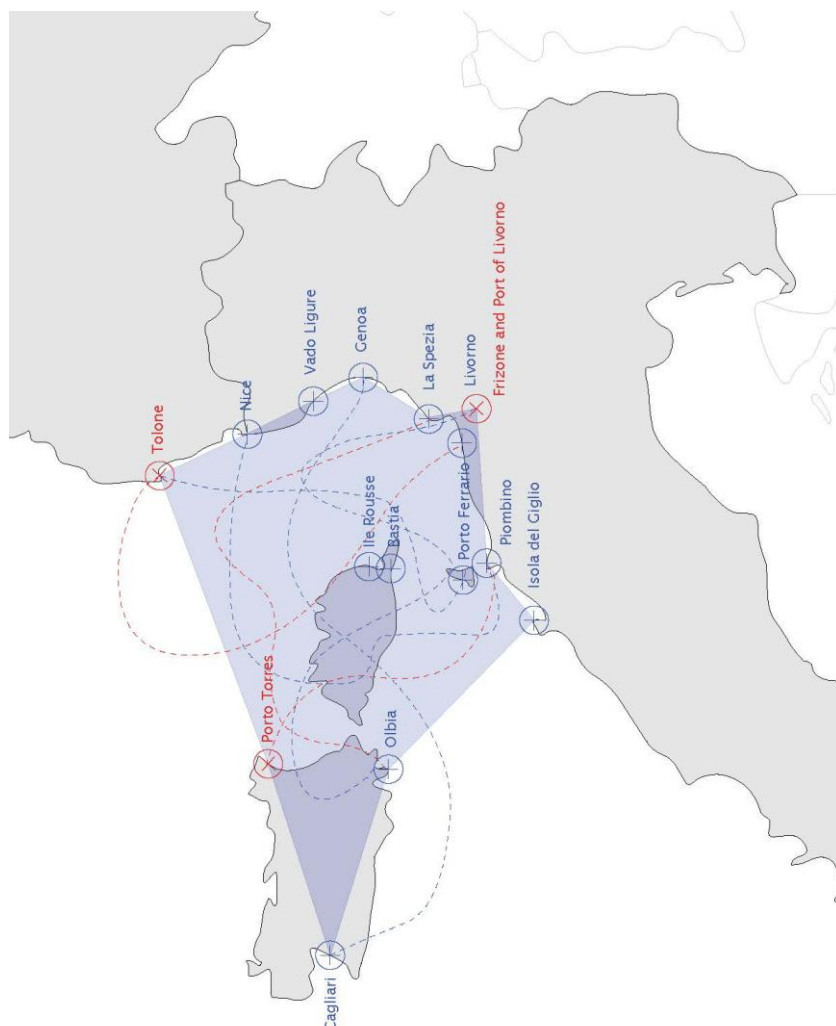 Tolone
Nice
Vado Ligure
Genoa
La Spezia
Livorno
Frizone and Port of Livorno
Ile Rousse
Bastia
Porto Ferrario
Piombino
Isola del Giglio
Porto Torres
Olbia
Cagliari